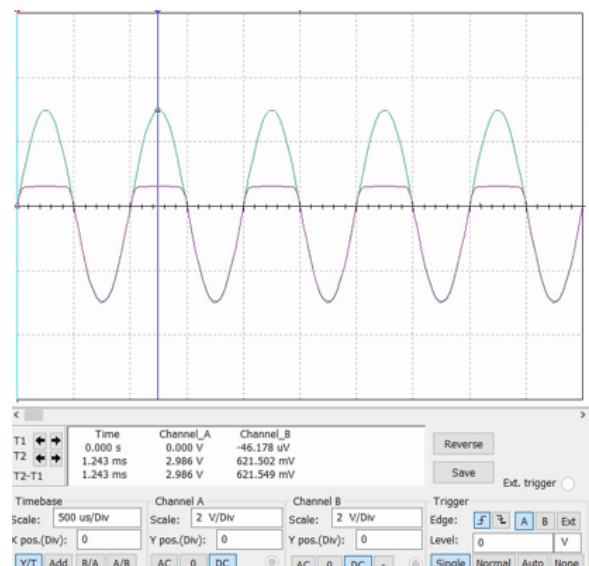 Time Channel_A Channel_B
T1 0.000 s 0.000 V -46.178 uV
T2 1.243 ms 2.986 V 621.502 mV
T2-T1 1.243 ms 2.986 V 621.549 mV
Reverse
Save
Ext. trigger
Timebase Channel A Channel B Trigger
Scale: 500 us/Div Scale: 2 V/Div Scale: 2 V/Div Edge: A B Ext
X pos.(Div): 0 Y pos.(Div): 0 Y pos.(Div): 0 Level: 0 V
Y/T Add B/A A/B AC 0 DC AC 0 DC - Single Normal Auto None